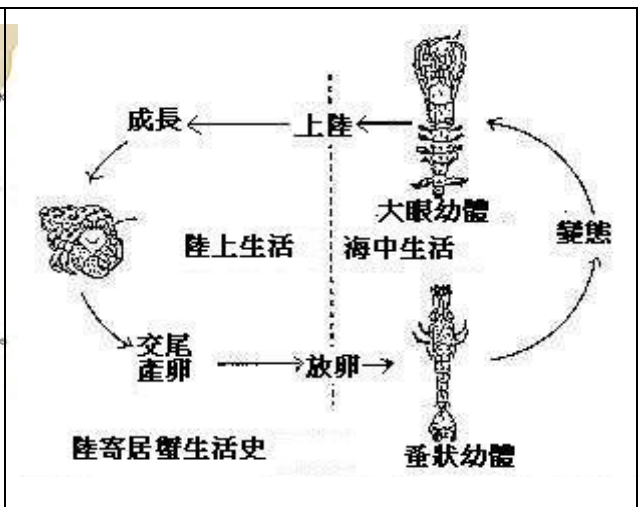 成長
上陸
大眼幼體
陸上生活
海中生活
變態
交尾
產卵
放卵
蚤狀幼體
陸寄居蟹生活史